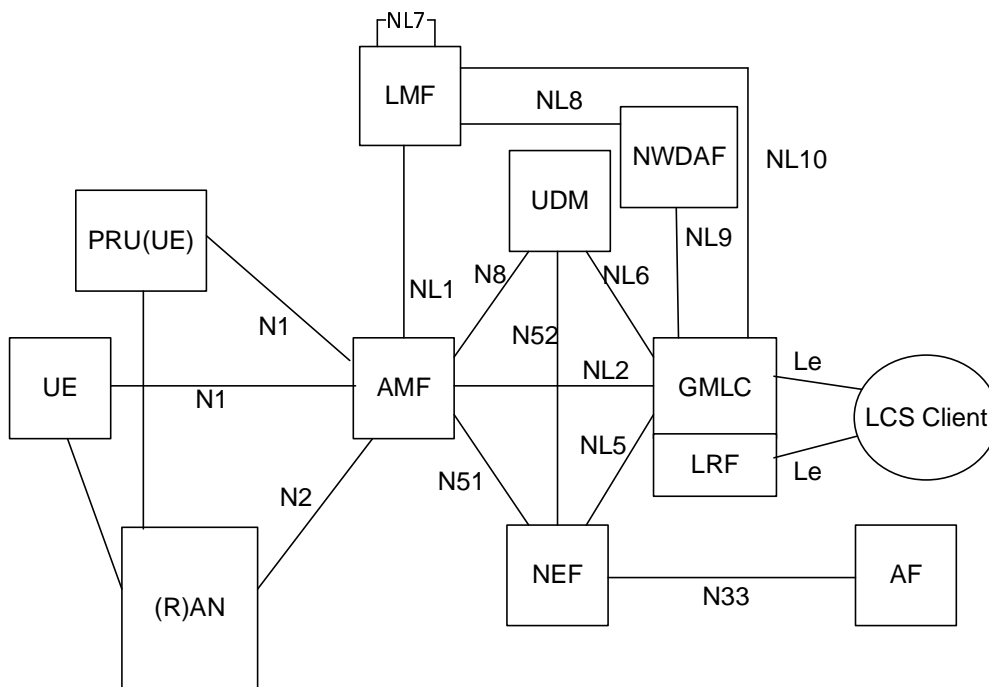 NL7
LMF
NL8
NWDAF
NL10
UDM
PRU(UE)
NL9
N8
NL6
NL1
N1
N52
UE
N1
AMF
NL2
GMLC
Le
LCS Client
NL5
LRF
Le
N51
N2
(R)AN
NEF
N33
AF